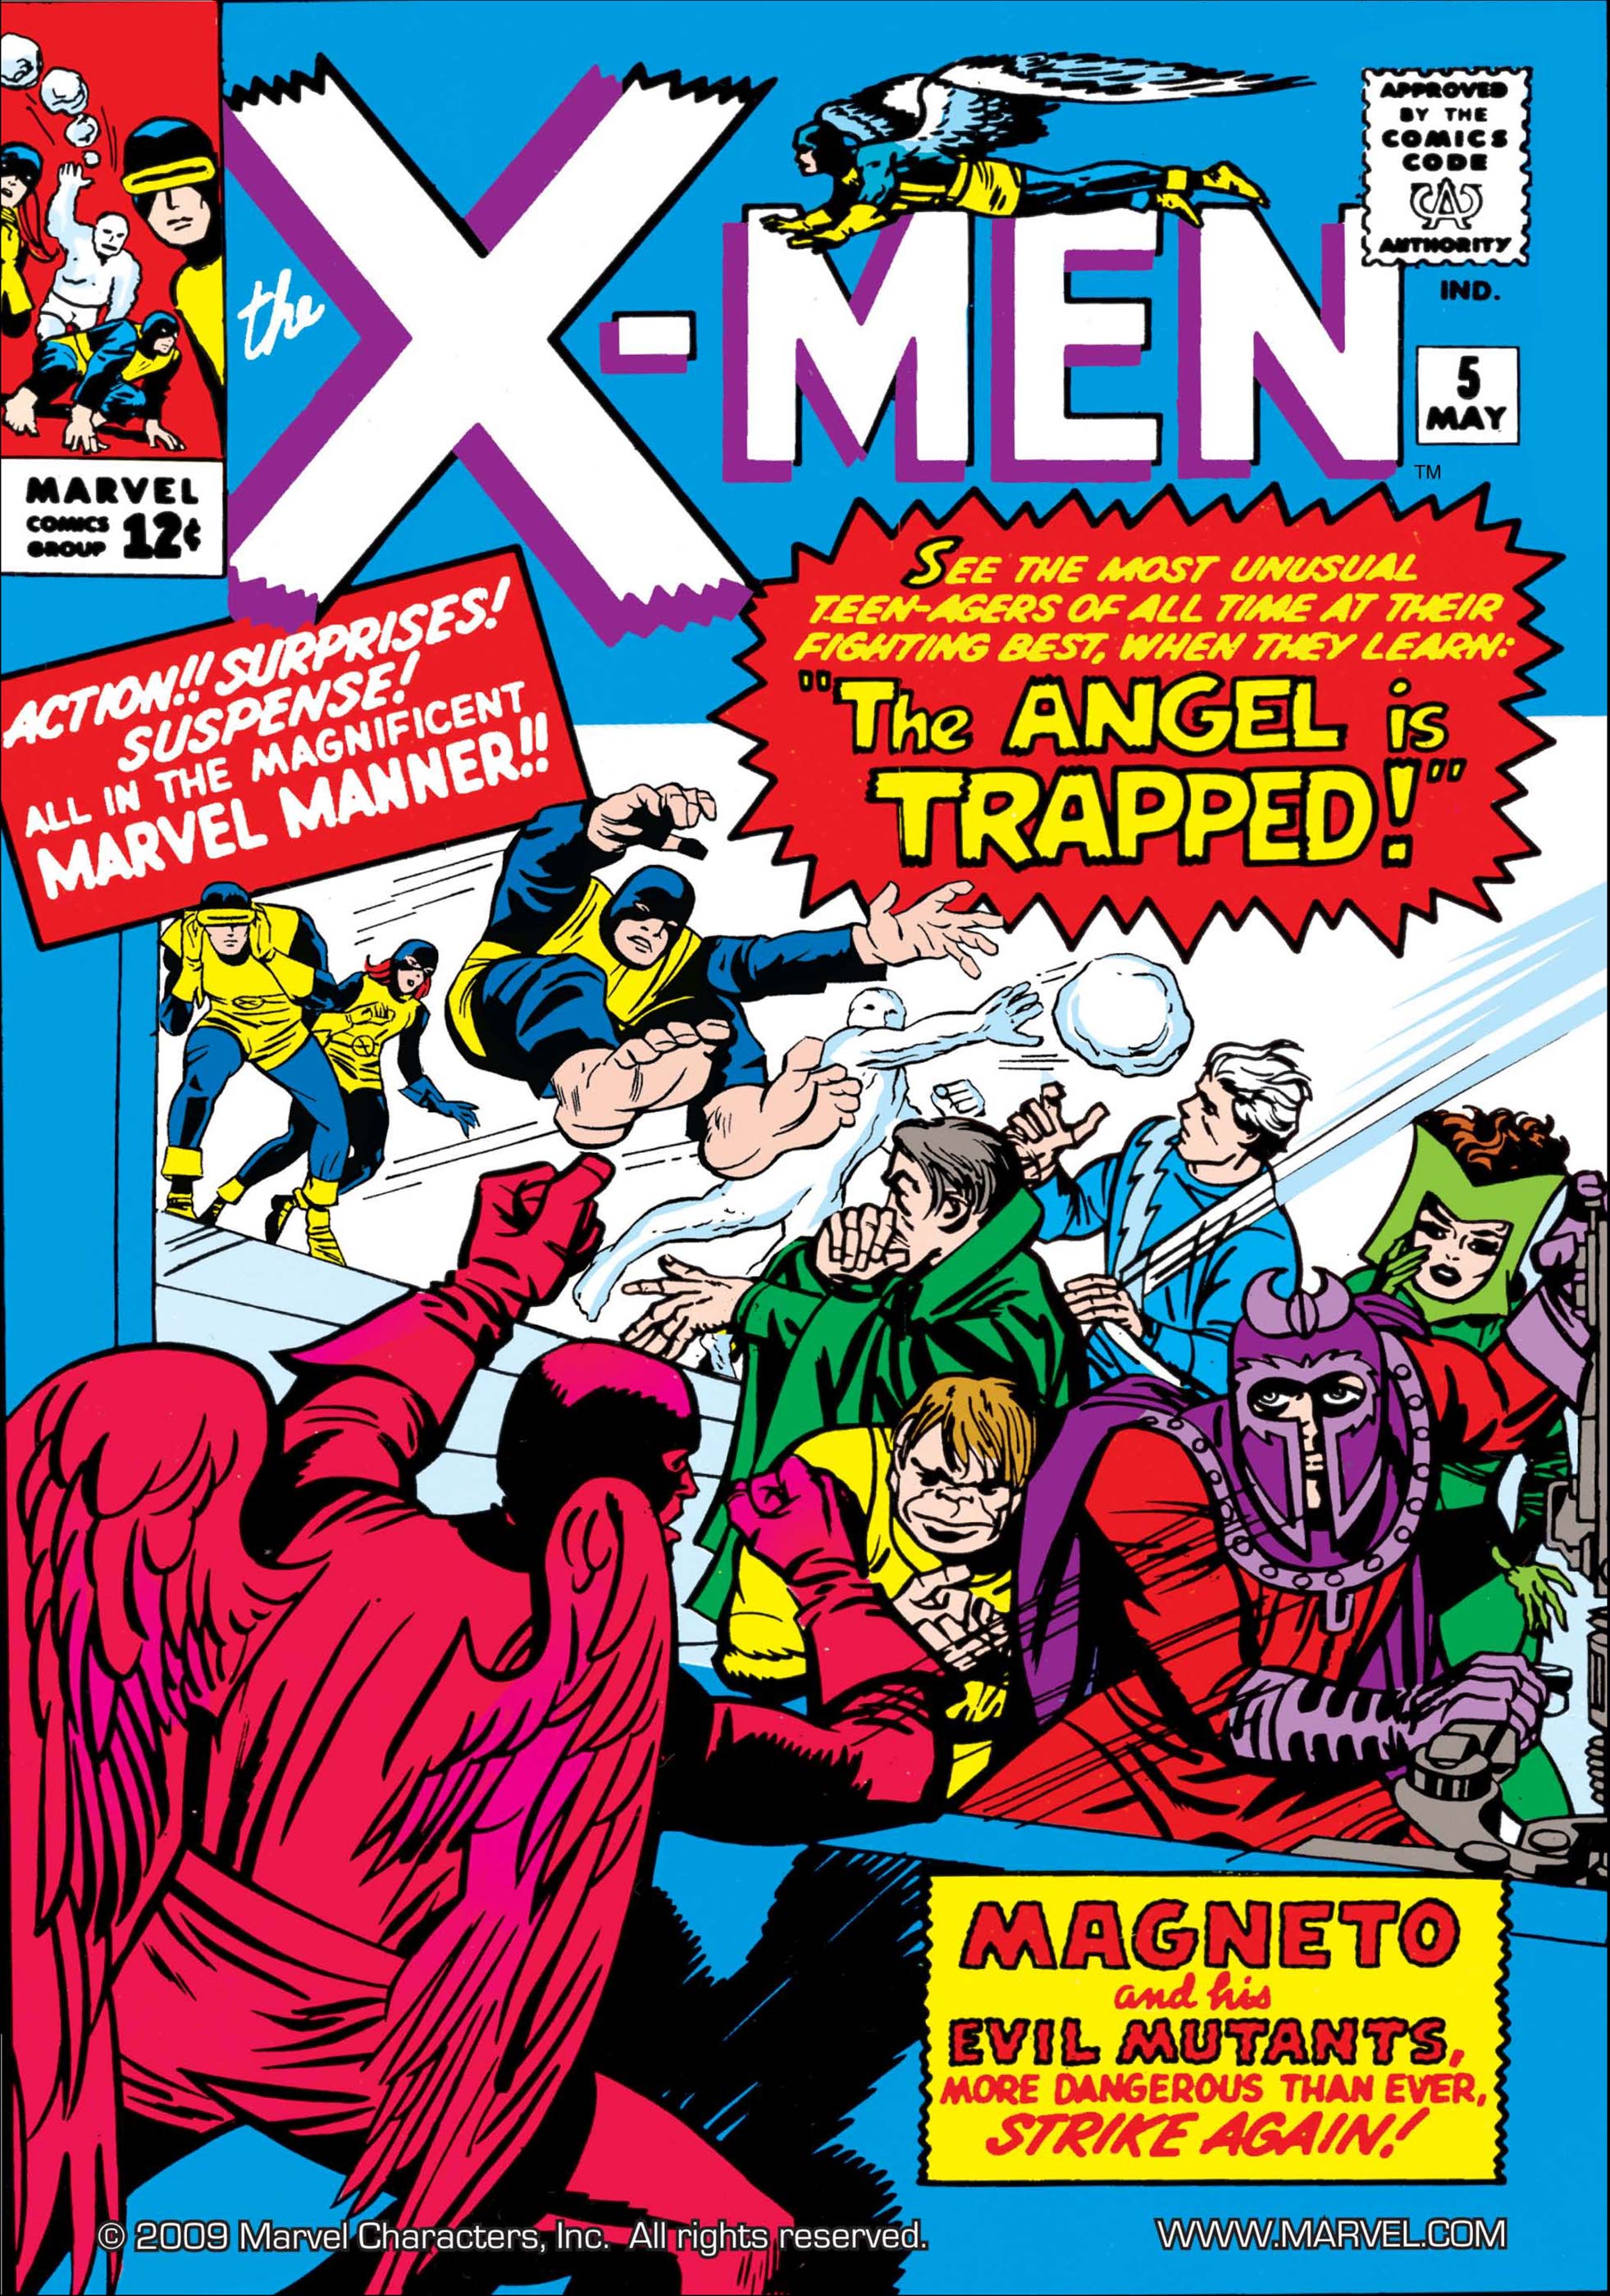 the
X-MEN
APPROVED
BY THE
COMICS
CODE
CA
AUTHORITY
IND.
5
MAY
TM
MARVEL
COMICS
GROUP
12¢
ACTION!! SURPRISES!
SUSPENSE!
ALL IN THE MAGNIFICENT
MARVEL MANNER!!
SEE THE MOST UNUSUAL
TEEN-AGERS OF ALL TIME AT THEIR
FIGHTING BEST, WHEN THEY LEARN:
"The ANGEL is
TRAPPED!"
MAGNETO
and his
EVIL MUTANTS,
MORE DANGEROUS THAN EVER,
STRIKE AGAIN!
© 2009 Marvel Characters, Inc. All rights reserved.
WWW.MARVEL.COM